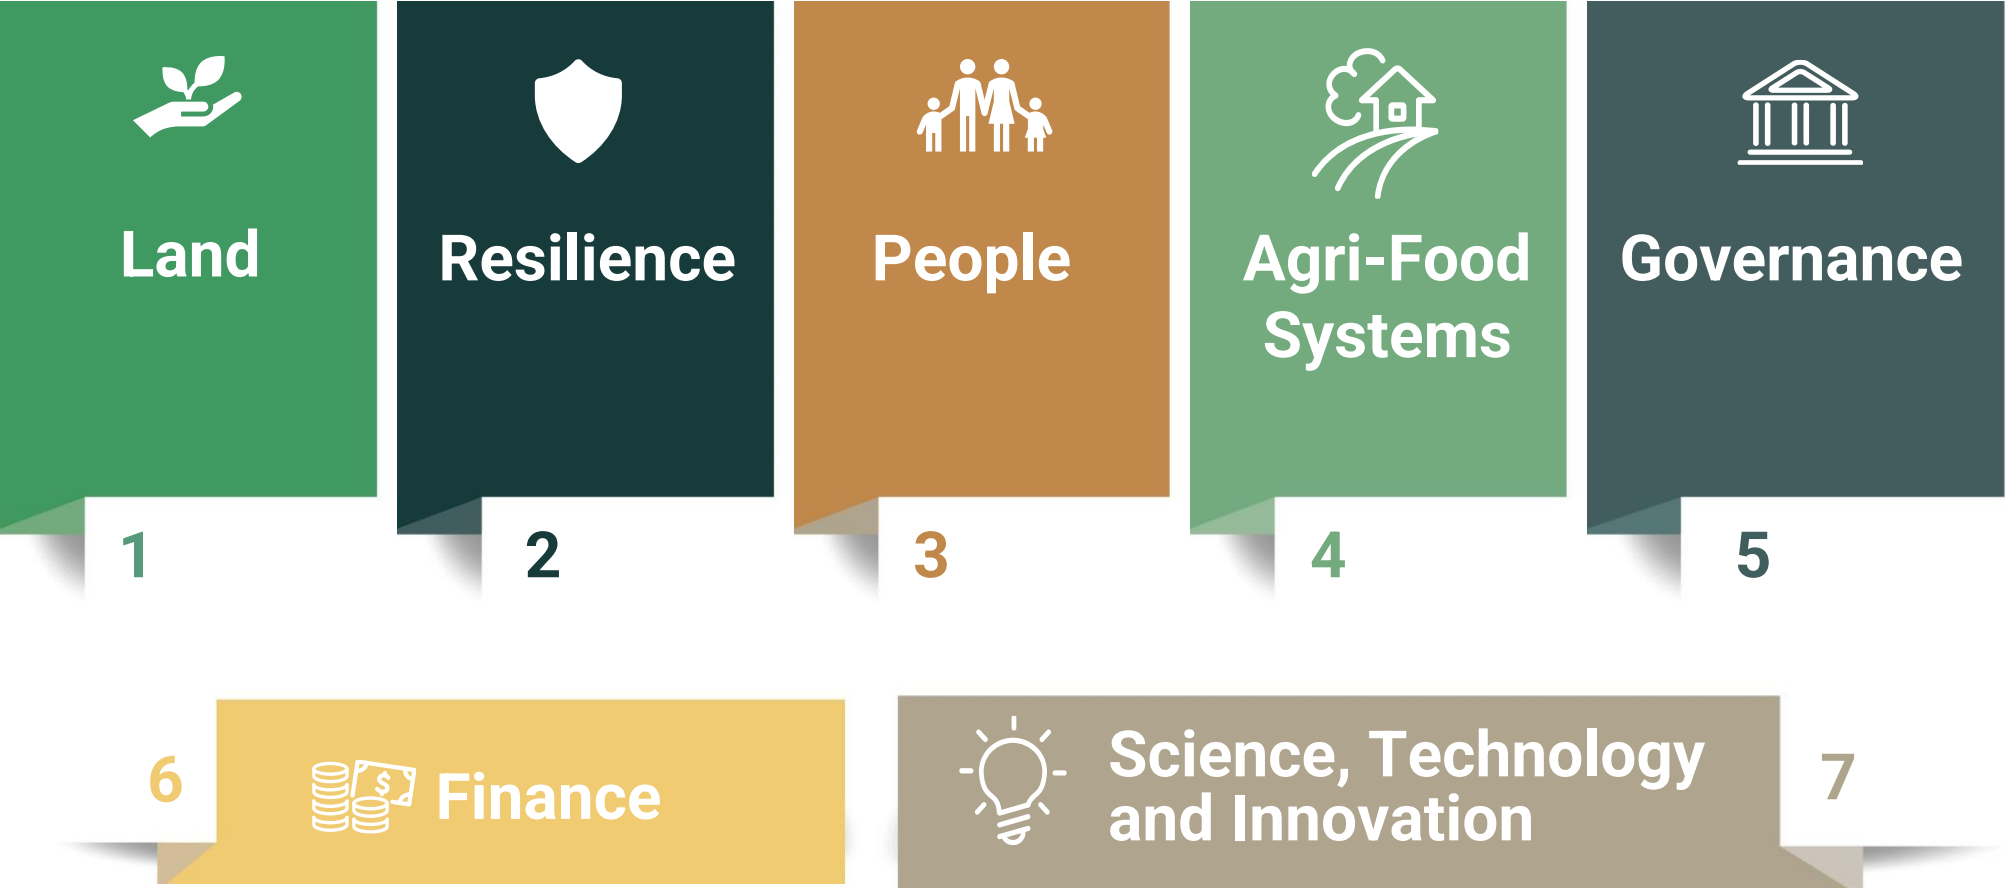 Land
Resilience
People
Agri-Food
Systems
Governance
1
2
3
4
5
6
$
Finance
Science, Technology
and Innovation
7